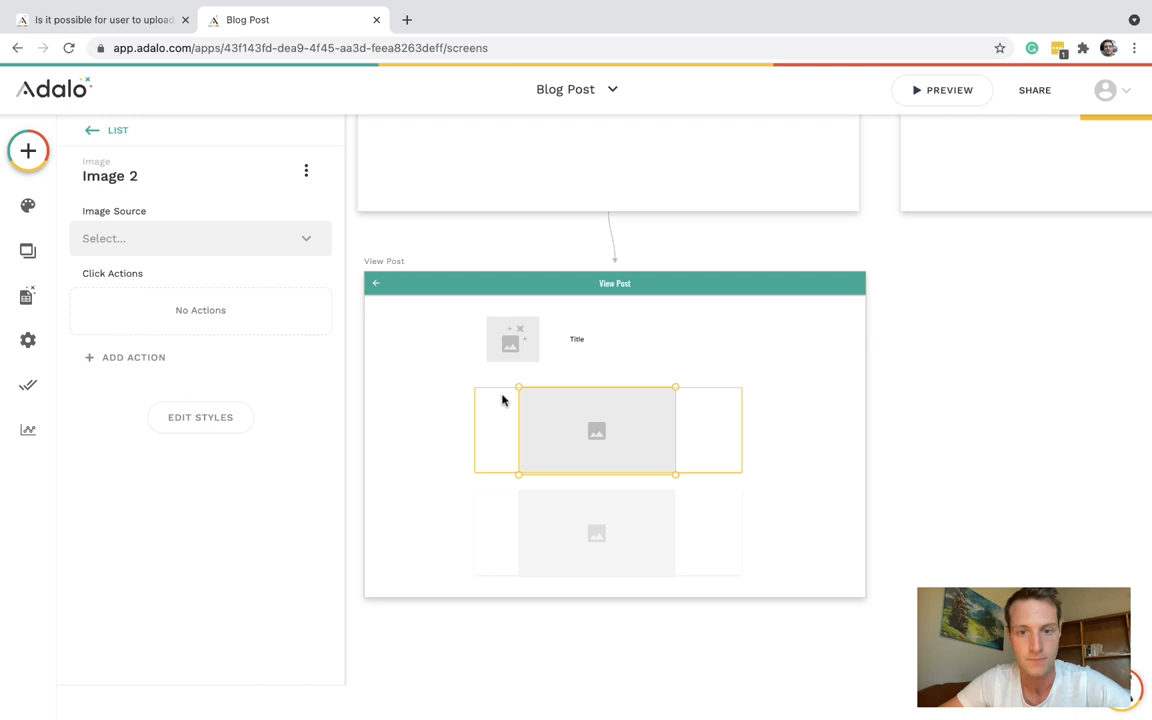 Is it possible for user to upload
Blog Post
app.adalo.com/apps/43f143fd-dea9-4f45-aa3d-feea8263deff/screens
1
Adalo
Blog Post
PREVIEW
SHARE
LIST
Image
Image 2
Image Source
Select...
Click Actions
No Actions
ADD ACTION
EDIT STYLES
View Post
View Post
Title